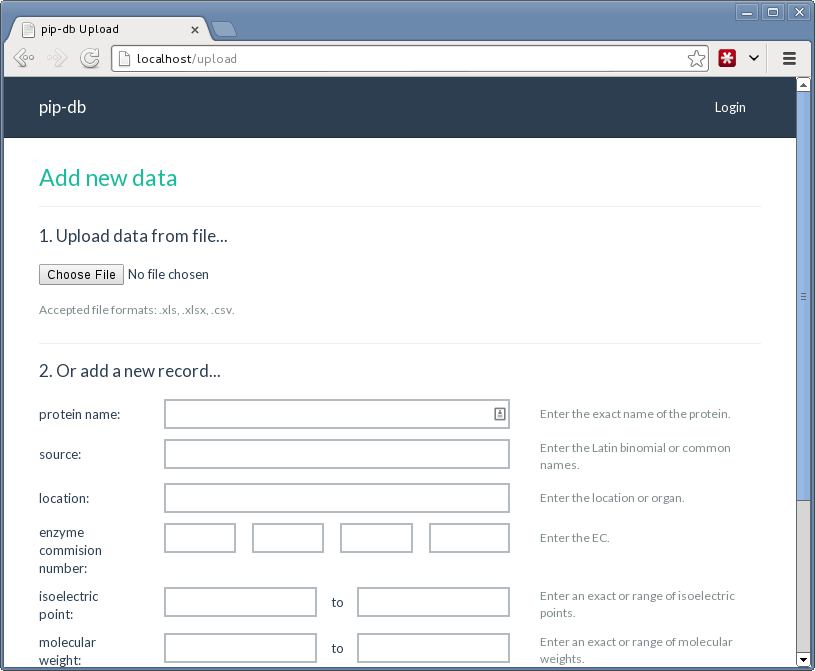 pip-db Upload
localhost/upload
pip-db
Login
Add new data
1. Upload data from file...
Choose File No file chosen
Accepted file formats: .xls, .xlsx, .csv.
2. Or add a new record...
protein name:
Enter the exact name of the protein.
source:
Enter the Latin binomial or common
names.
location:
Enter the location or organ.
enzyme
commision
number:
Enter the EC.
isoelectric
point:
to
Enter an exact or range of isoelectric
points.
molecular
weight:
to
Enter an exact or range of molecular
weights.